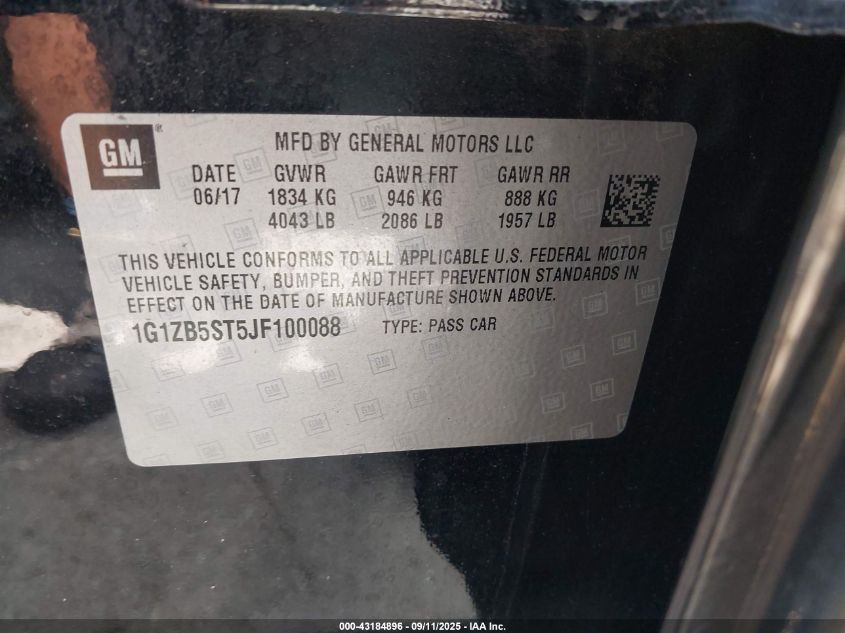 GM
®
MFD BY GENERAL MOTORS LLC
DATE GVWR GAWR FRT GAWR RR
06/17 1834 KG 946 KG 888 KG
4043 LB 2086 LB 1957 LB
THIS VEHICLE CONFORMS TO ALL APPLICABLE U.S. FEDERAL MOTOR
VEHICLE SAFETY, BUMPER, AND THEFT PREVENTION STANDARDS IN
EFFECT ON THE DATE OF MANUFACTURE SHOWN ABOVE.
1G1ZB5ST5JF100088 TYPE: PASS CAR
000-43184896 - 09/11/2025 - IAA Inc.